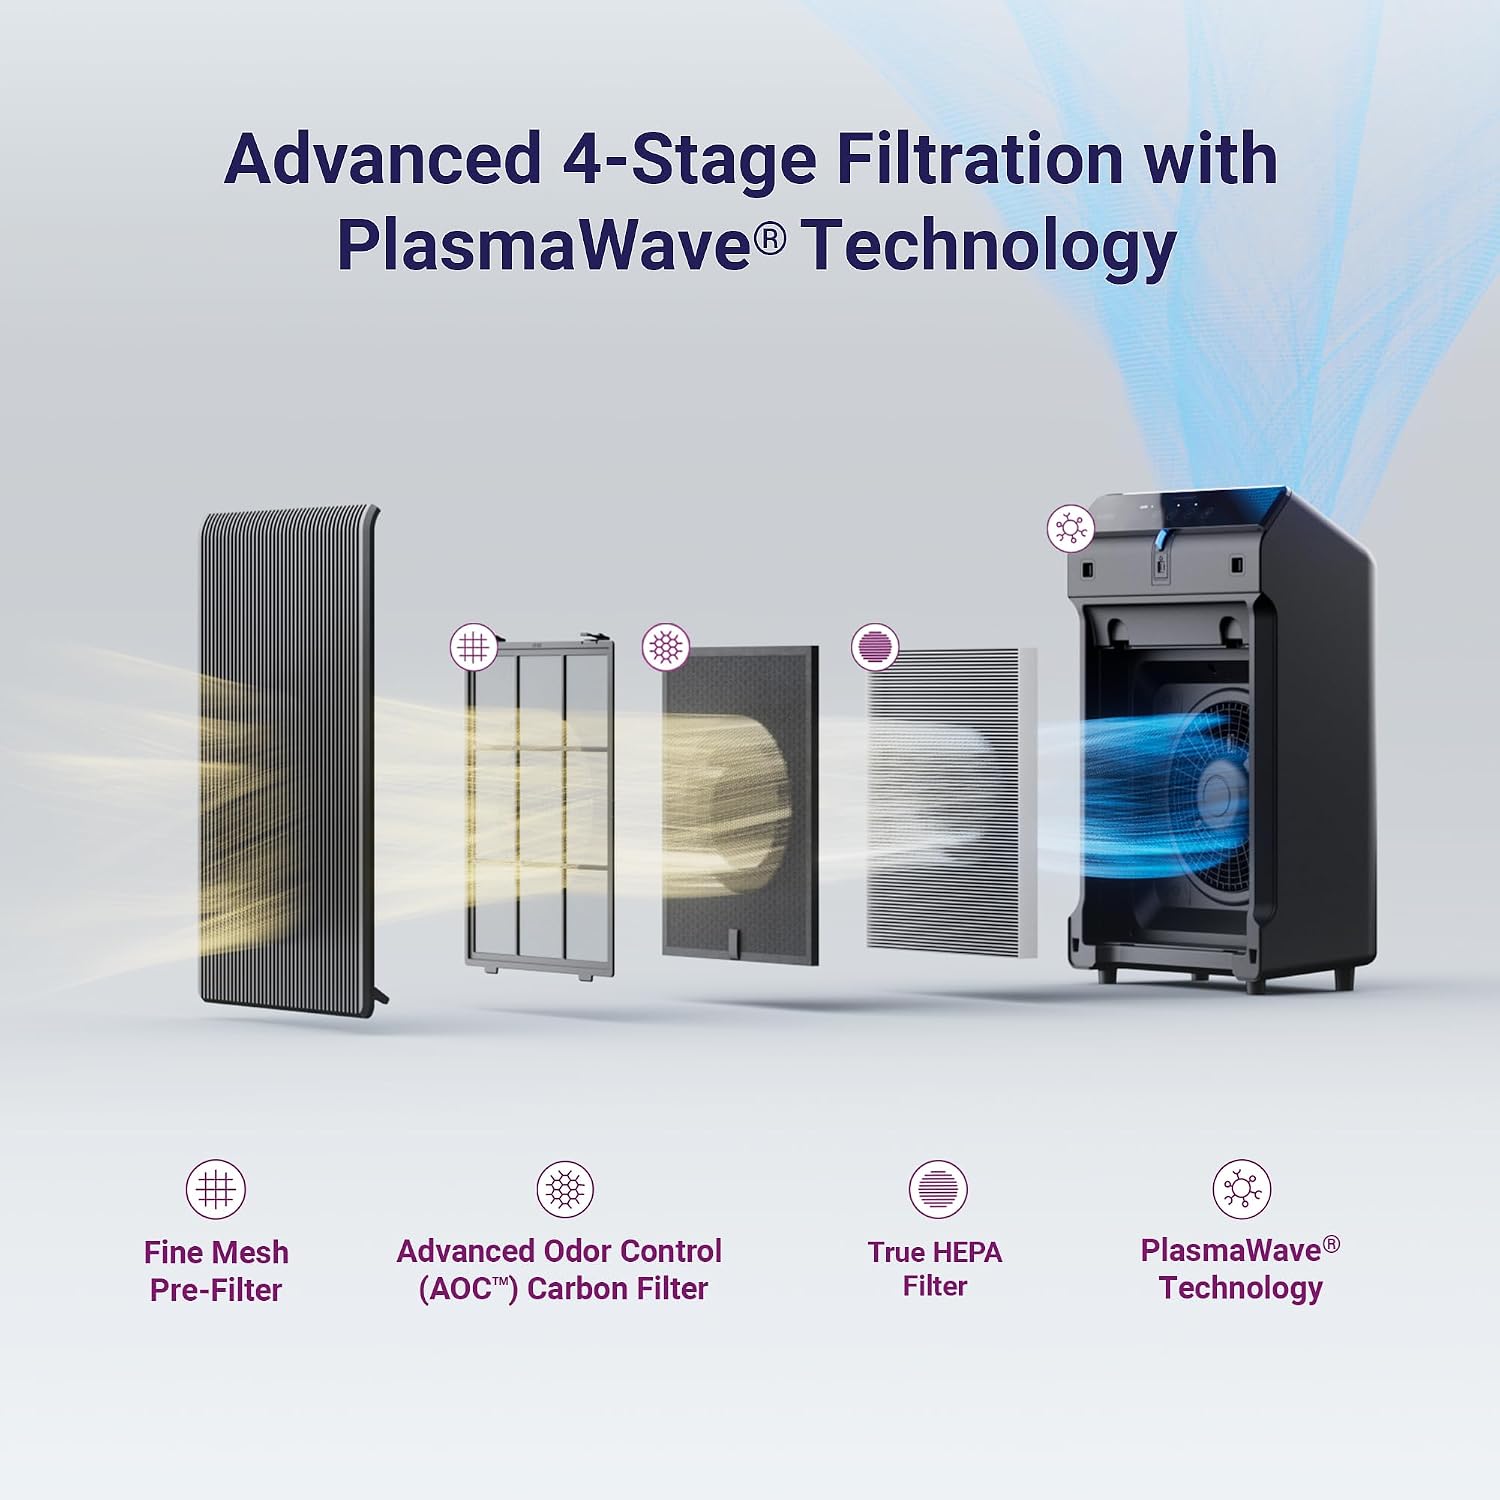 Advanced 4-Stage Filtration with
PlasmaWave® Technology
Fine Mesh
Pre-Filter
Advanced Odor Control
(AOC™) Carbon Filter
True HEPA
Filter
PlasmaWave®
Technology